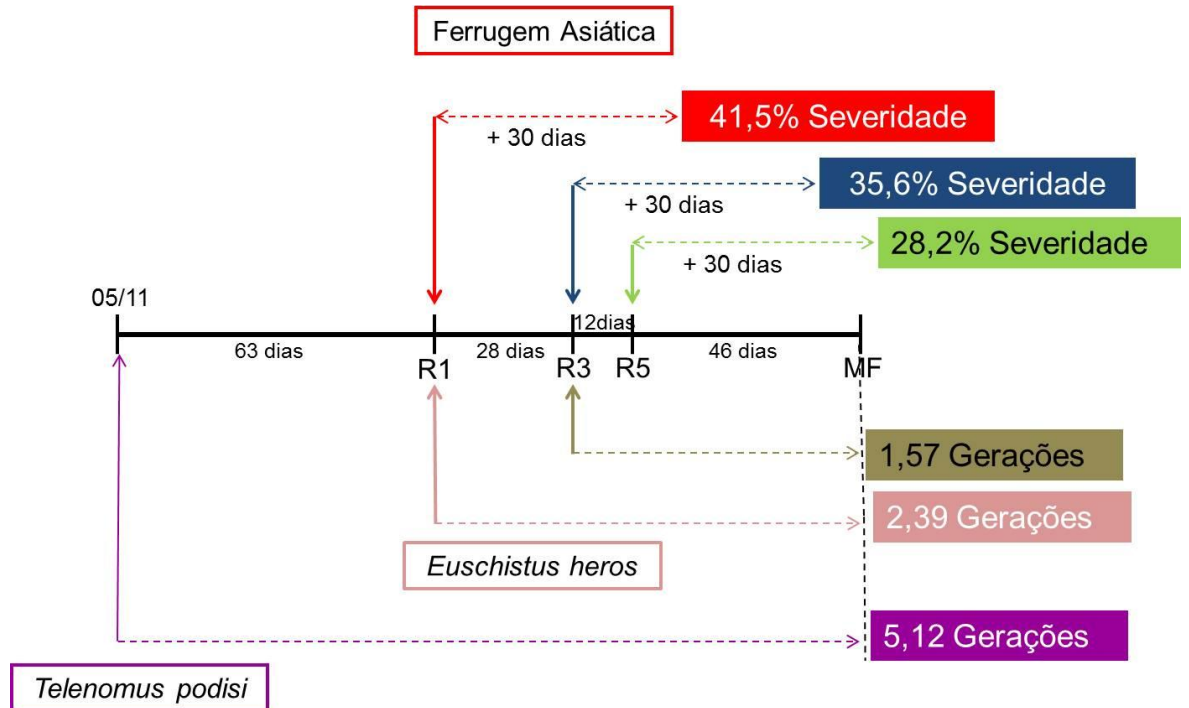 Ferrugem Asiática
41,5% Severidade
+ 30 dias
35,6% Severidade
+ 30 dias
28,2% Severidade
+ 30 dias
05/11
12dias
63 dias
28 dias
46 dias
R1
R3
R5
MF
1,57 Gerações
2,39 Gerações
Euschistus heros
5,12 Gerações
Telenomus podisi